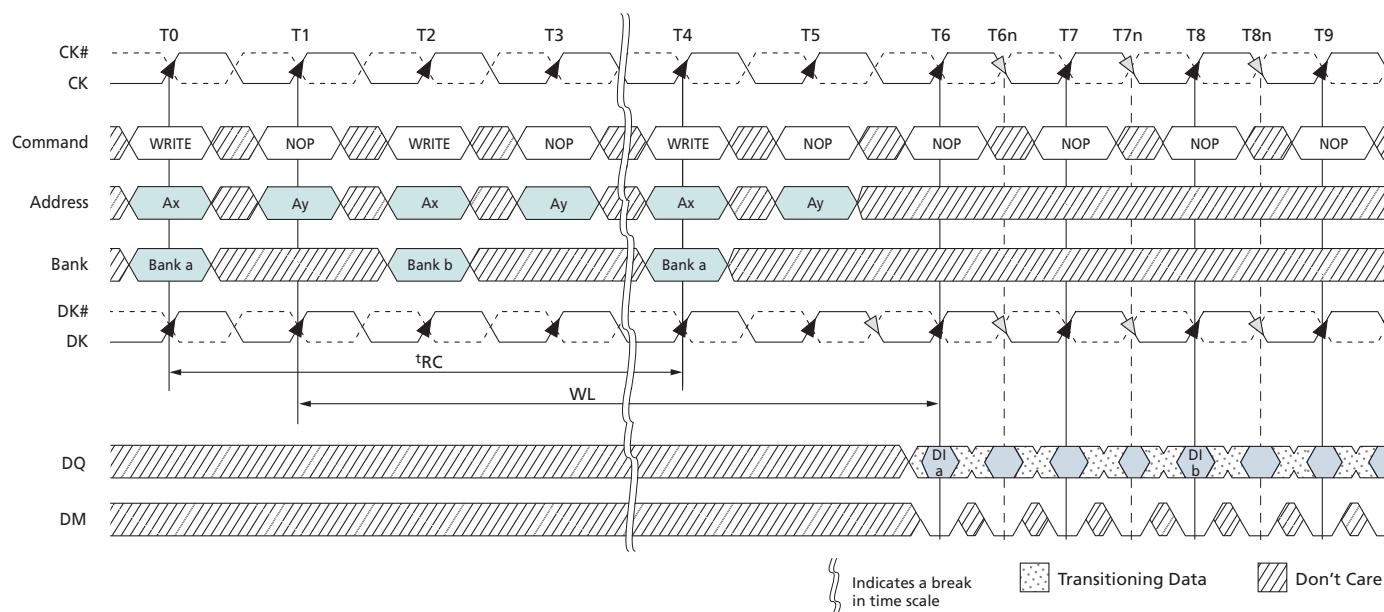 T0 T1 T2 T3 T4 T5 T6 T6n T7 T7n T8 T8n T9
CK#
CK
Command WRITE NOP WRITE NOP WRITE NOP NOP NOP NOP NOP
Address Ax Ay Ax Ay Ax Ay
Bank Bank a Bank b Bank a
DK#
DK
tRC
WL
DQ DI a DI b
DM
Indicates a break
in time scale
Transitioning Data
Don't Care